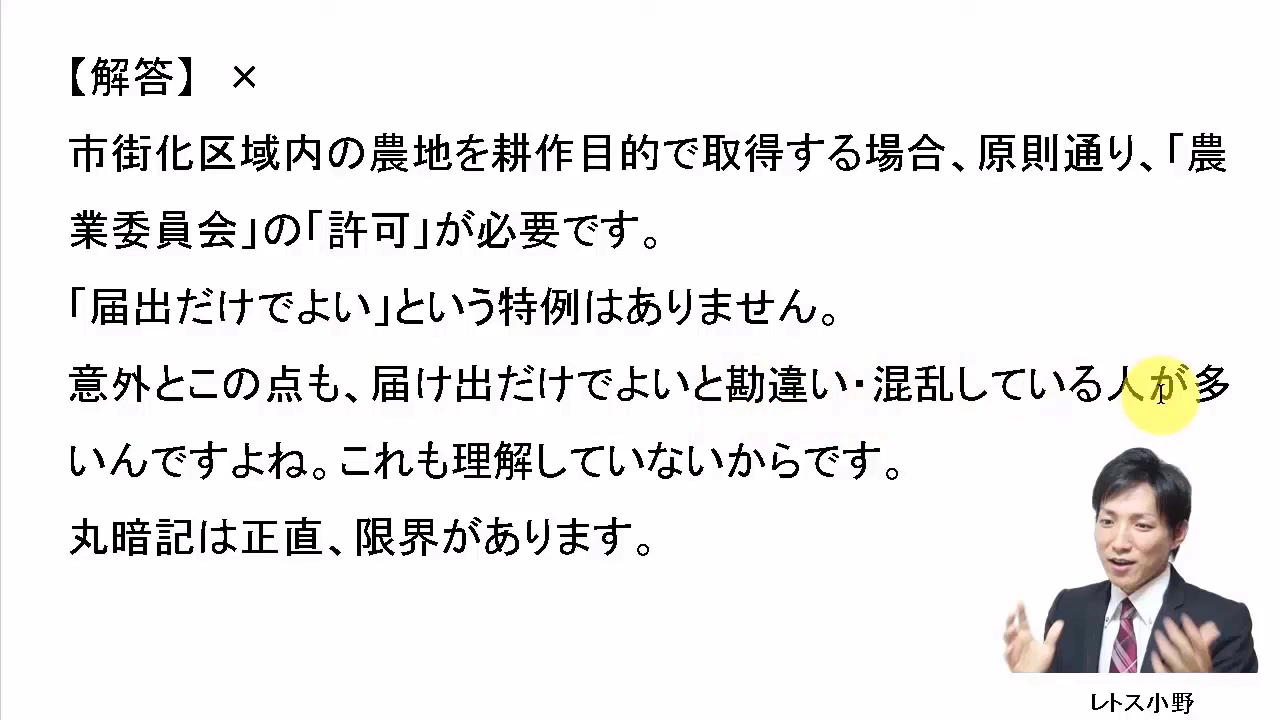 【解答】 ×
市街化区域内の農地を耕作目的で取得する場合、原則通り、「農
業委員会」の「許可」が必要です。
「届出だけでよい」という特例はありません。
意外とこの点も、届け出だけでよいと勘違い・混乱している人が多
いんですよね。これも理解していないからです。
丸暗記は正直、限界があります。
レトス小野